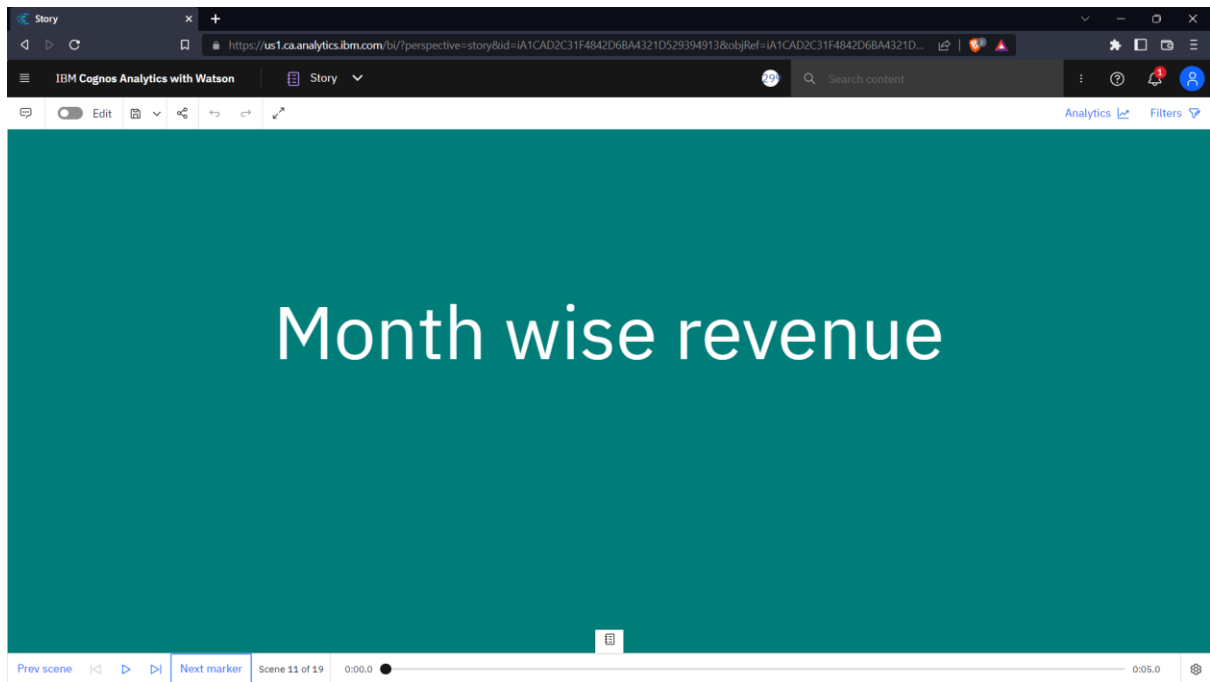 Story
https://us1.ca.analytics.ibm.com/bi/?perspective=story&id=iA1CAD2C31F4842D6BA4321D529394913&objRef=iA1CAD2C31F4842D6BA4321D...
IBM Cognos Analytics with Watson
Story
299
Search content
1
Edit
Analytics
Filters
Month wise revenue
Prev scene
Next marker
Scene 11 of 19
0:00.0
0:05.0